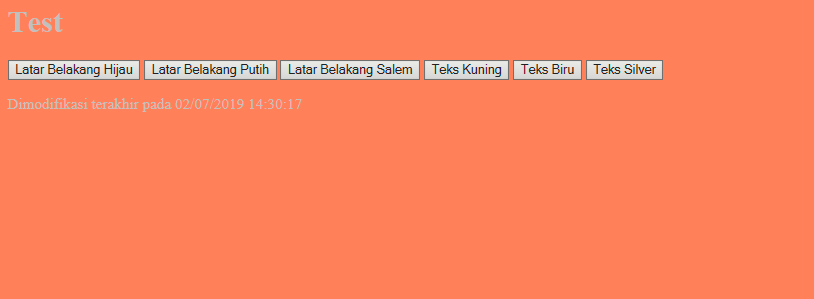 Test
Latar Belakang Hijau Latar Belakang Putih Latar Belakang Salem Teks Kuning Teks Biru Teks Silver
Dimodifikasi terakhir pada 02/07/2019 14:30:17